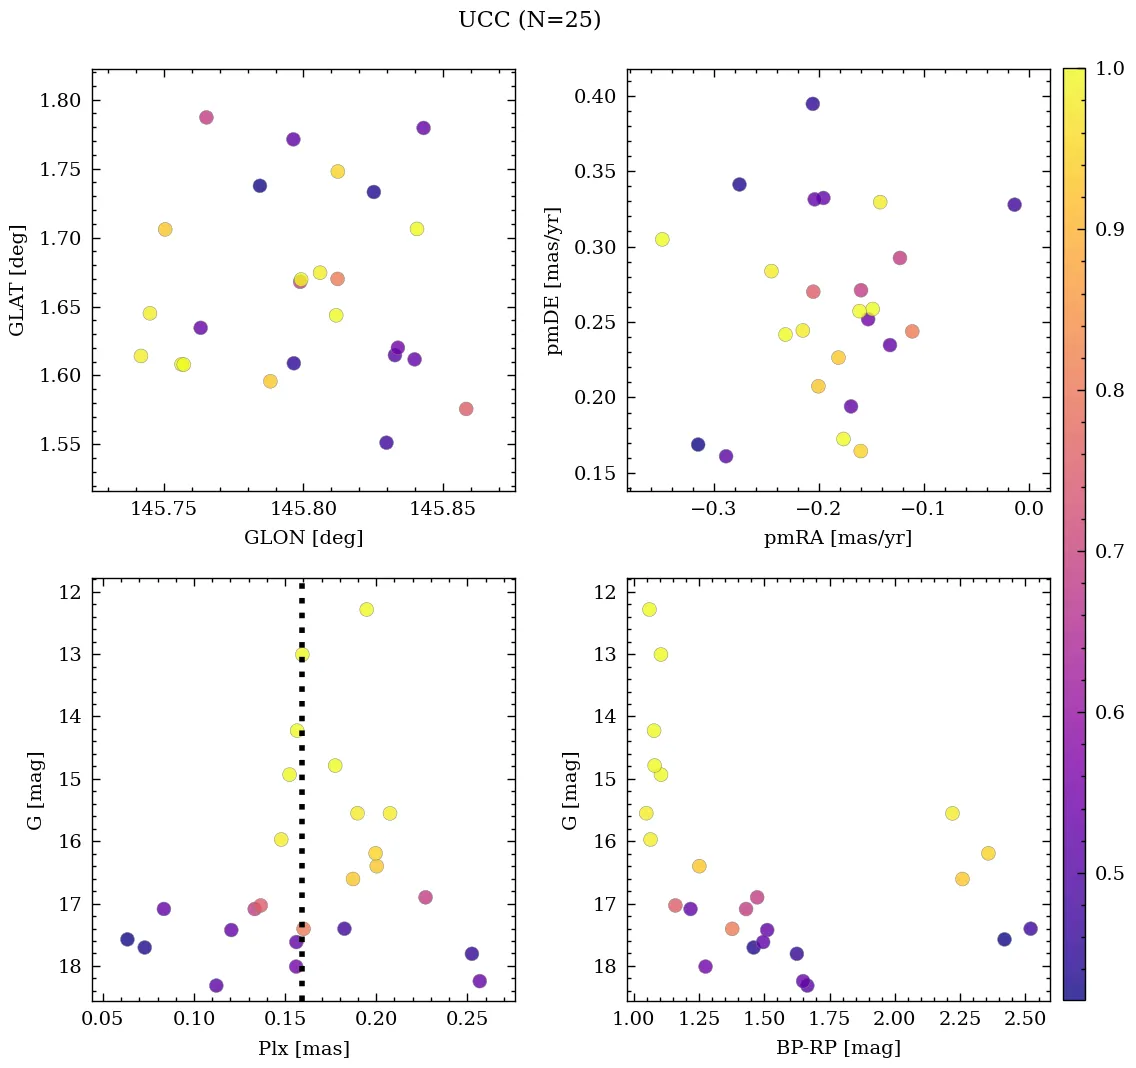 UCC (N=25)
1.80
1.75
1.70
1.65
1.60
1.55
GLAT [deg]
145.75 145.80 145.85
GLON [deg]
0.40
0.35
0.30
0.25
0.20
0.15
pmDE [mas/yr]
−0.3 −0.2 −0.1 0.0
pmRA [mas/yr]
12
13
14
15
16
17
18
G [mag]
0.05 0.10 0.15 0.20 0.25
Plx [mas]
12
13
14
15
16
17
18
G [mag]
1.00 1.25 1.50 1.75 2.00 2.25 2.50
BP-RP [mag]
1.0
0.9
0.8
0.7
0.6
0.5